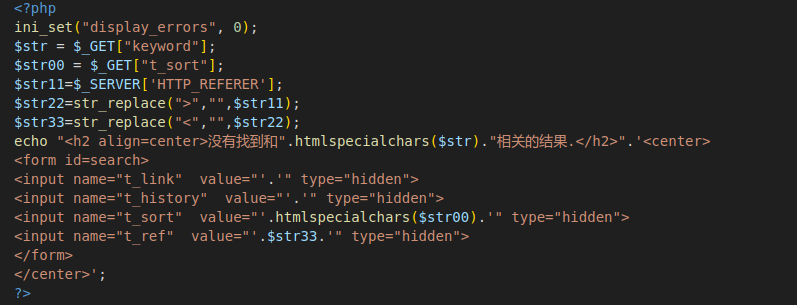 <?php
ini_set("display_errors", 0);
$str = $_GET["keyword"];
$str00 = $_GET["t_sort"];
$str11=$_SERVER['HTTP_REFERER'];
$str22=str_replace(">","",$str11);
$str33=str_replace("<","",$str22);
echo "<h2 align=center>没有找到和".htmlspecialchars($str)."相关的结果.</h2>".'<center>
<form id=search>
<input name="t_link"  value="'.'" type="hidden">
<input name="t_history"  value="'.'" type="hidden">
<input name="t_sort"  value="'.htmlspecialchars($str00).'" type="hidden">
<input name="t_ref"  value="'.$str33.'" type="hidden">
</form>
</center>';
?>